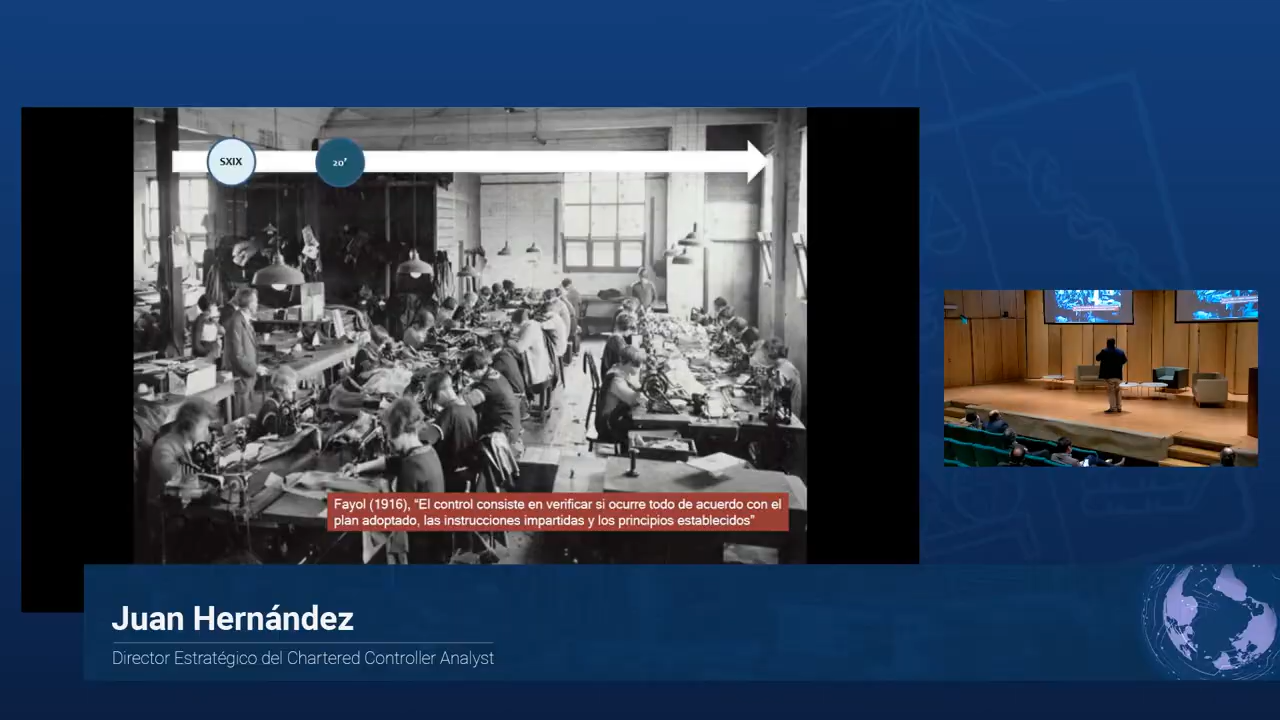 SXIX
20'
Fayol (1916), “El control consiste en verificar si ocurre todo de acuerdo con el
plan adoptado, las instrucciones impartidas y los principios establecidos”
Juan Hernández
Director Estratégico del Chartered Controller Analyst